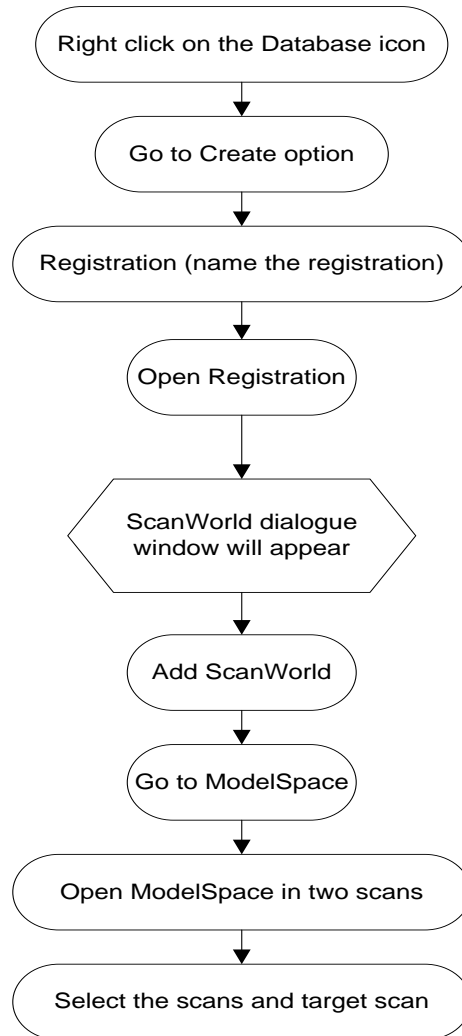 Right click on the Database icon
Go to Create option
Registration (name the registration)
Open Registration
ScanWorld dialogue
window will appear
Add ScanWorld
Go to ModelSpace
Open ModelSpace in two scans
Select the scans and target scan